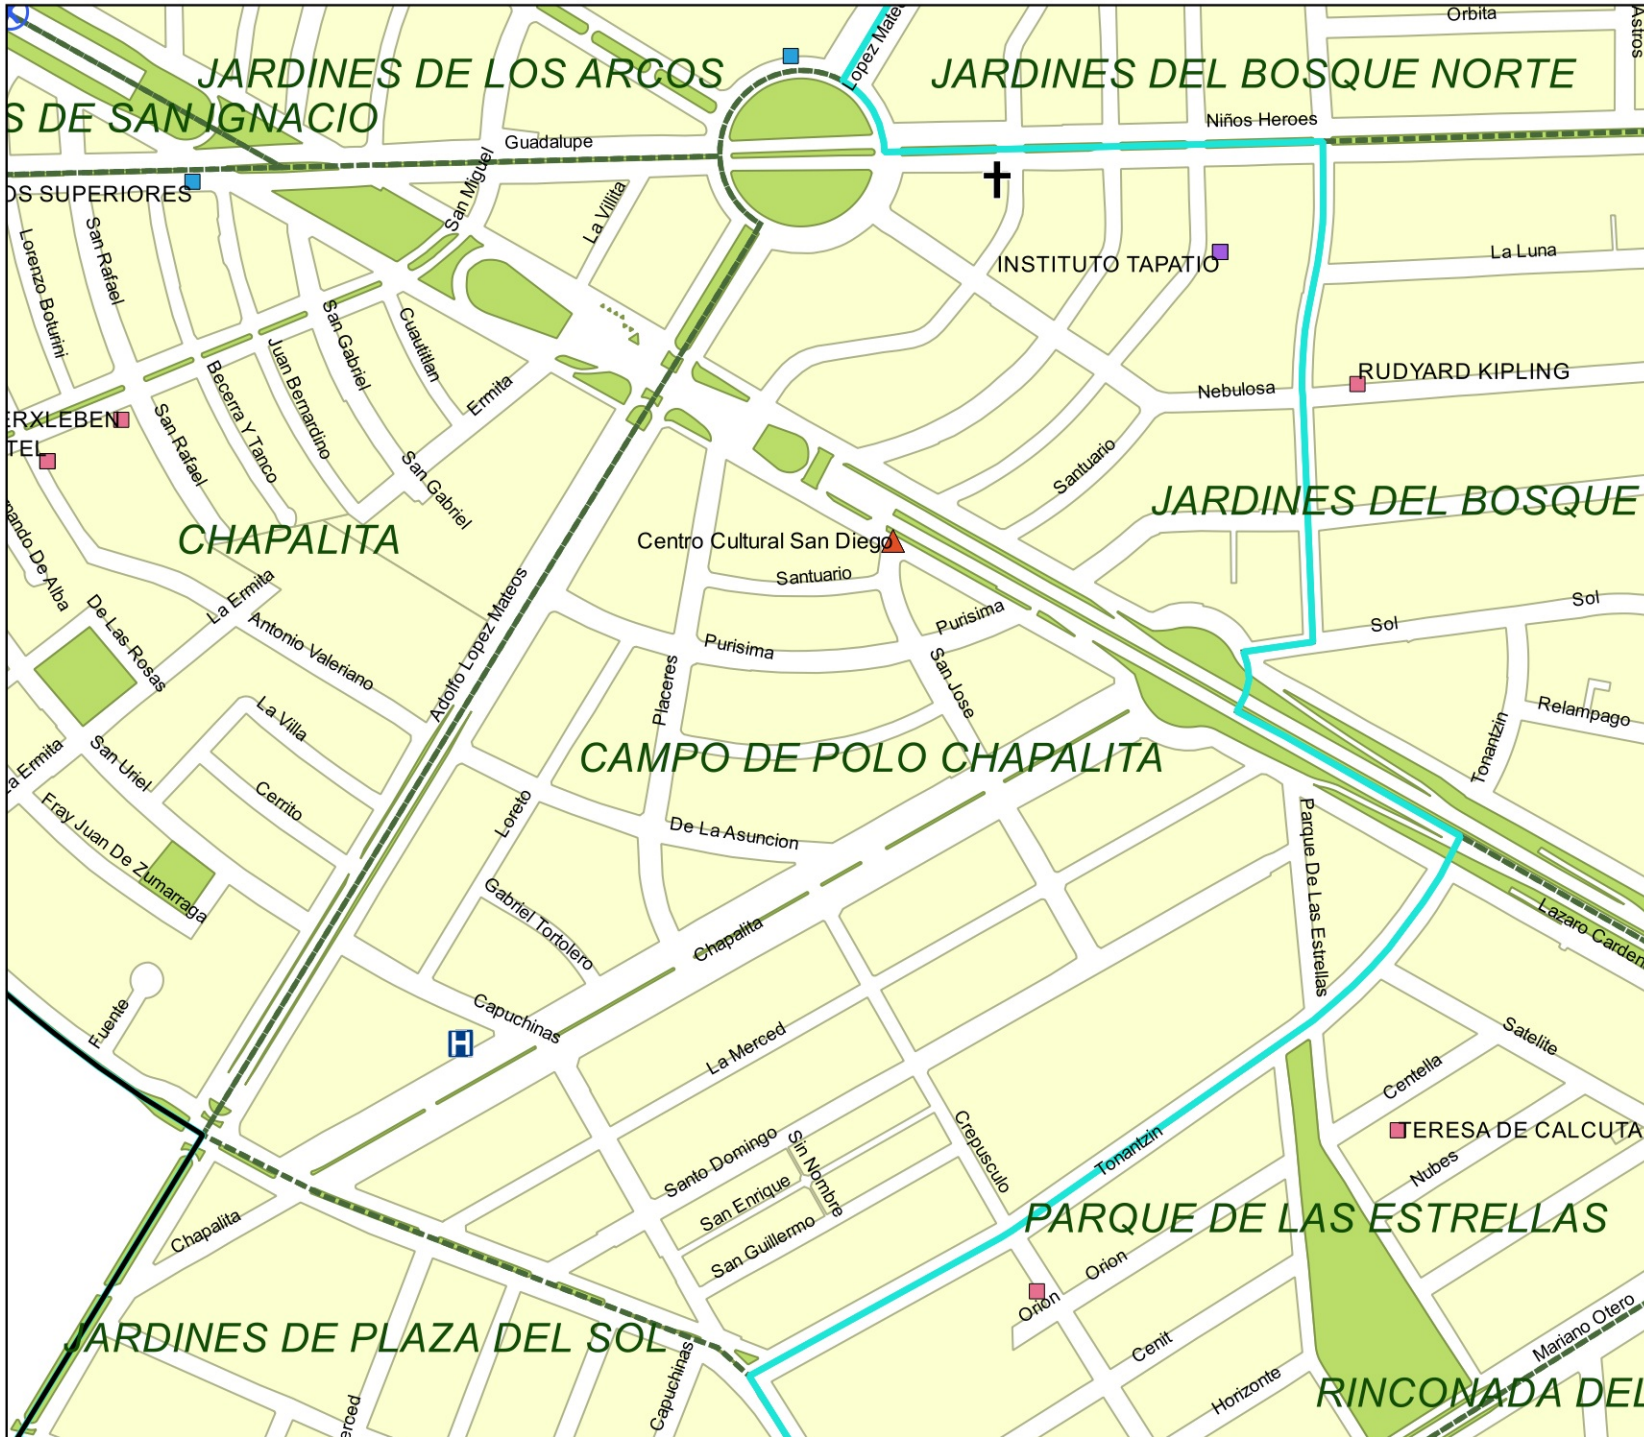 Orbita
Astros
Lopez Mate
JARDINES DE LOS ARCOS
JARDINES DEL BOSQUE NORTE
S DE SAN IGNACIO
Niños Heroes
Guadalupe
San Miguel
OS SUPERIORES
La Villita
San Rafael
Lorenzo Boturini
La Luna
INSTITUTO TAPATIO
San Gabriel
Cuautitlan
Juan Bernardino
Becerra Y Tanco
Ermita
RUDYARD KIPLING
Nebulosa
ERXLEBEN
TEL
San Rafael
San Gabriel
Santuario
JARDINES DEL BOSQUE
CHAPALITA
Centro Cultural San Diego
nando De Alba
Santuario
La Ermita
De Las Rosas
Antonio Valeriano
Adolfo Lopez Mateos
Purisima
Purisima
Sol
Sol
San Jose
Placeres
La Villa
Relampago
Tonantzin
CAMPO DE POLO CHAPALITA
La Ermita
San Uriel
Cerrito
Loreto
De La Asuncion
Fray Juan De Zumarraga
Parque De Las Estrellas
Gabriel Tortolero
Chapalita
Lazaro Carden
Capuchinas
Fuente
La Merced
Satelite
Centella
TERESA DE CALCUTA
Crepusculo
Tonantzin
Santo Domingo
Sin Nombre
San Enrique
Nubes
PARQUE DE LAS ESTRELLAS
Chapalita
San Guillermo
Orion
Orion
JARDINES DE PLAZA DEL SOL
Mariano Otero
Cenit
Capuchinas
Horizonte
RINCONADA DEL
erced